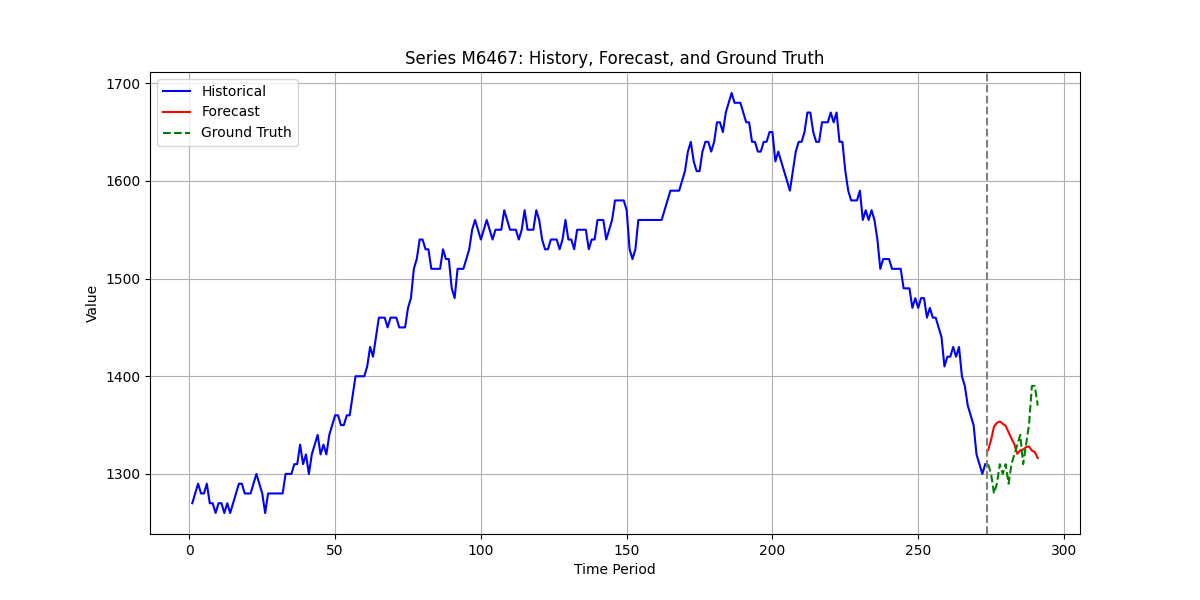 Series M6467: History, Forecast, and Ground Truth
Historical
Forecast
Ground Truth
Value
1700
1600
1500
1400
1300
0 50 100 150 200 250 300
Time Period